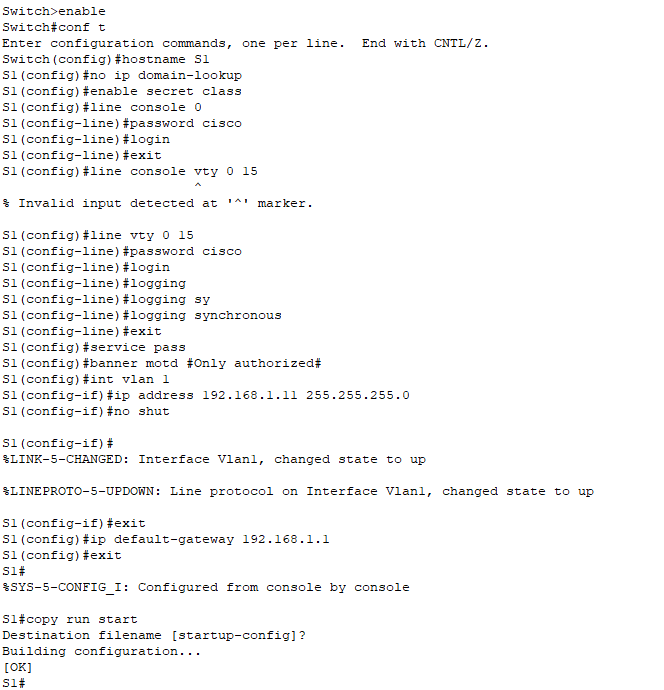 Switch>enable
Switch#conf t
Enter configuration commands, one per line.  End with CNTL/Z.
Switch(config)#hostname S1
S1(config)#no ip domain-lookup
S1(config)#enable secret class
S1(config)#line console 0
S1(config-line)#password cisco
S1(config-line)#login
S1(config-line)#exit
S1(config)#line console vty 0 15
                        ^
% Invalid input detected at '^' marker.

S1(config)#line vty 0 15
S1(config-line)#password cisco
S1(config-line)#login
S1(config-line)#logging
S1(config-line)#logging sy
S1(config-line)#logging synchronous
S1(config-line)#exit
S1(config)#service pass
S1(config)#banner motd #Only authorized#
S1(config)#int vlan 1
S1(config-if)#ip address 192.168.1.11 255.255.255.0
S1(config-if)#no shut

S1(config-if)#
%LINK-5-CHANGED: Interface Vlan1, changed state to up

%LINEPROTO-5-UPDOWN: Line protocol on Interface Vlan1, changed state to up

S1(config-if)#exit
S1(config)#ip default-gateway 192.168.1.1
S1(config)#exit
S1#
%SYS-5-CONFIG_I: Configured from console by console

S1#copy run start
Destination filename [startup-config]?
Building configuration...
[OK]
S1#